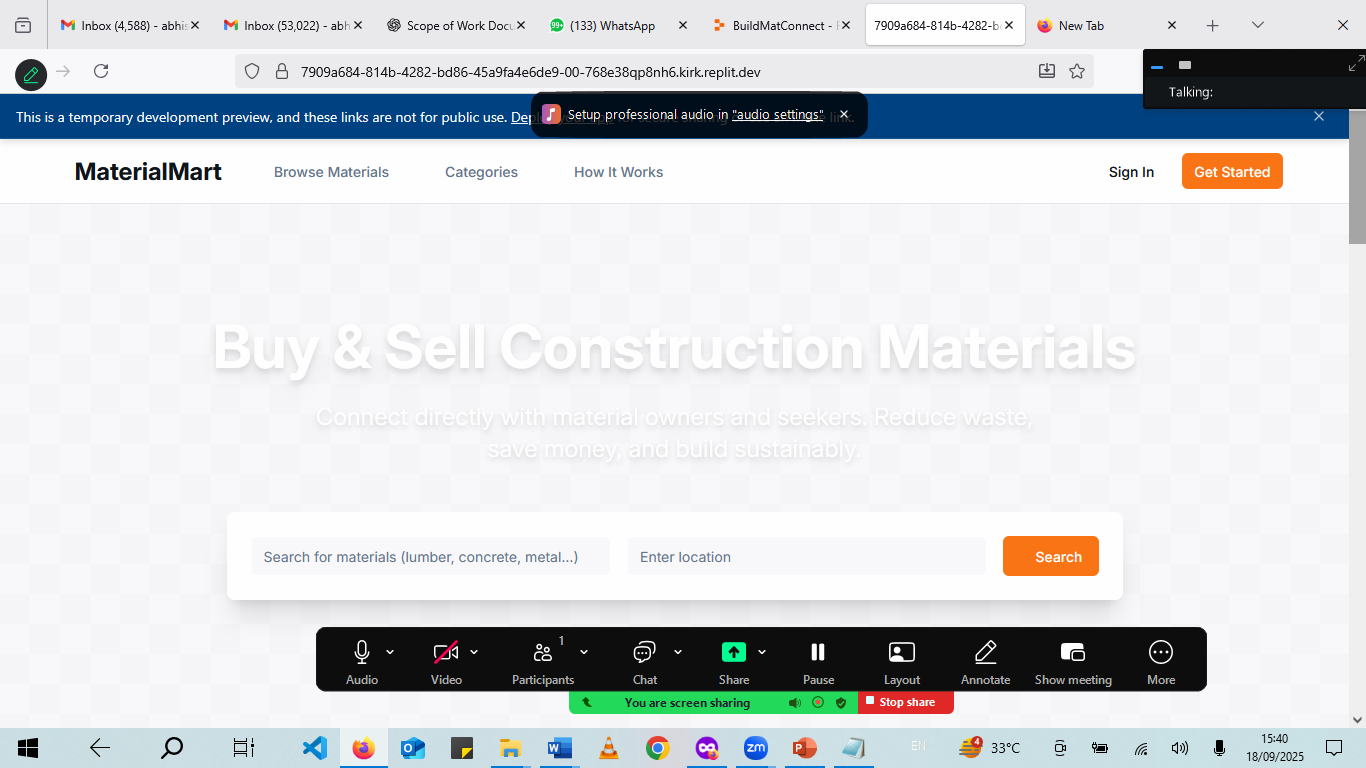 Inbox (4,588) - abhis
Inbox (53,022) - abh
Scope of Work Docu
99+
(133) WhatsApp
BuildMatConnect -
7909a684-814b-4282-b
New Tab
7909a684-814b-4282-bd86-45a9fa4e6de9-00-768e38qp8nh6.kirk.replit.dev
Talking:
This is a temporary development preview, and these links are not for public use.
link.
Setup professional audio in "audio settings"
MaterialMart
Browse Materials
Categories
How It Works
Sign In
Get Started
Buy & Sell Construction Materials
Connect directly with material owners and seekers. Reduce waste,
save money, and build sustainably.
Search for materials (lumber, concrete, metal...)
Enter location
Search
1
Audio
Video
Participants
Chat
Share
Pause
Layout
Annotate
Show meeting
More
You are screen sharing
Stop share
zm
EN
4
33°C
15:40
18/09/2025